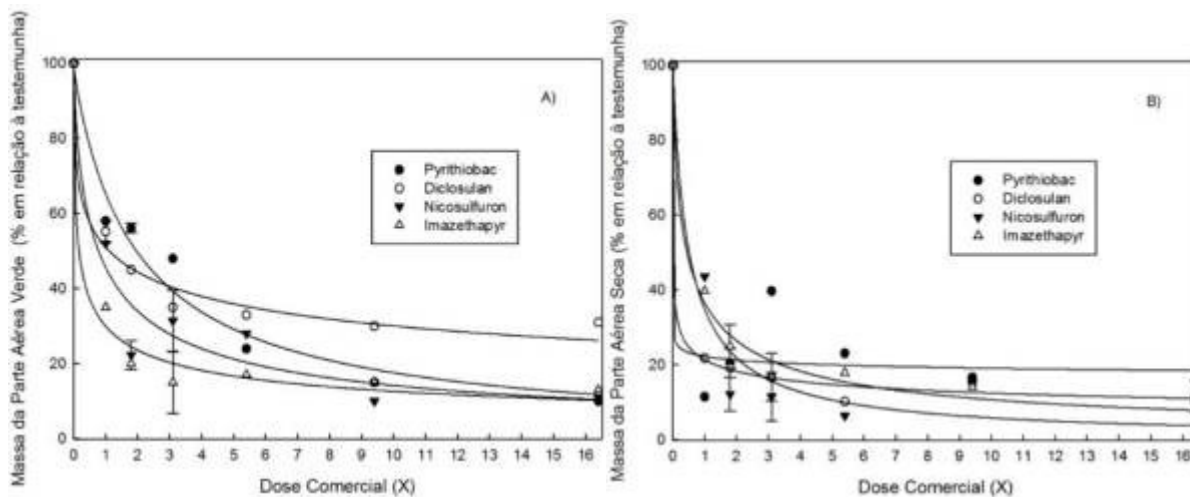 Massa da Parte Aérea Verde (% em relação à testemunha)
100
80
60
40
20
0
A)
Pyrithiobac
Diclosulan
Nicosulfuron
Imazethapyr
0 1 2 3 4 5 6 7 8 9 10 11 12 13 14 15 16
Dose Comercial (X)
Massa da Parte Aérea Seca (% em relação à testemunha)
100
80
60
40
20
0
B)
Pyrithiobac
Diclosulan
Nicosulfuron
Imazethapyr
0 1 2 3 4 5 6 7 8 9 10 11 12 13 14 15 16
Dose Comercial (X)